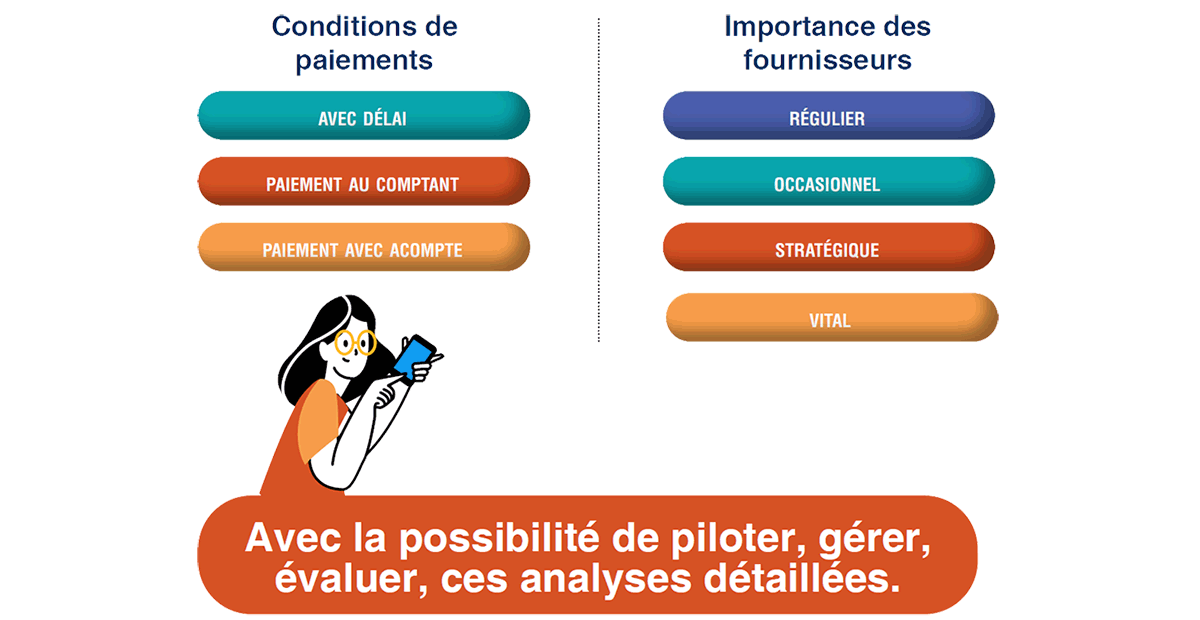 Conditions de
paiements
AVEC DÉLAI
PAIEMENT AU COMPTANT
PAIEMENT AVEC ACOMPTE
Importance des
fournisseurs
RÉGULIER
OCCASIONNEL
STRATÉGIQUE
VITAL
Avec la possibilité de piloter, gérer,
évaluer, ces analyses détaillées.